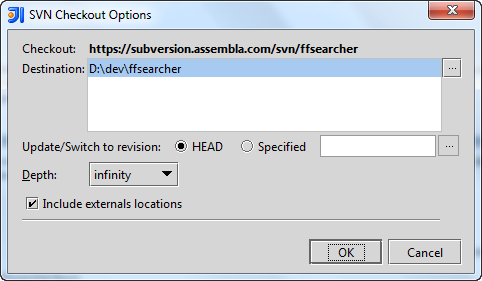 SVN Checkout Options
Checkout: https://subversion.assembla.com/svn/ffsearcher
Destination: D:\dev\ffsearcher ...
Update/Switch to revision: HEAD Specified ...
Depth: infinity
Include externals locations
OK Cancel